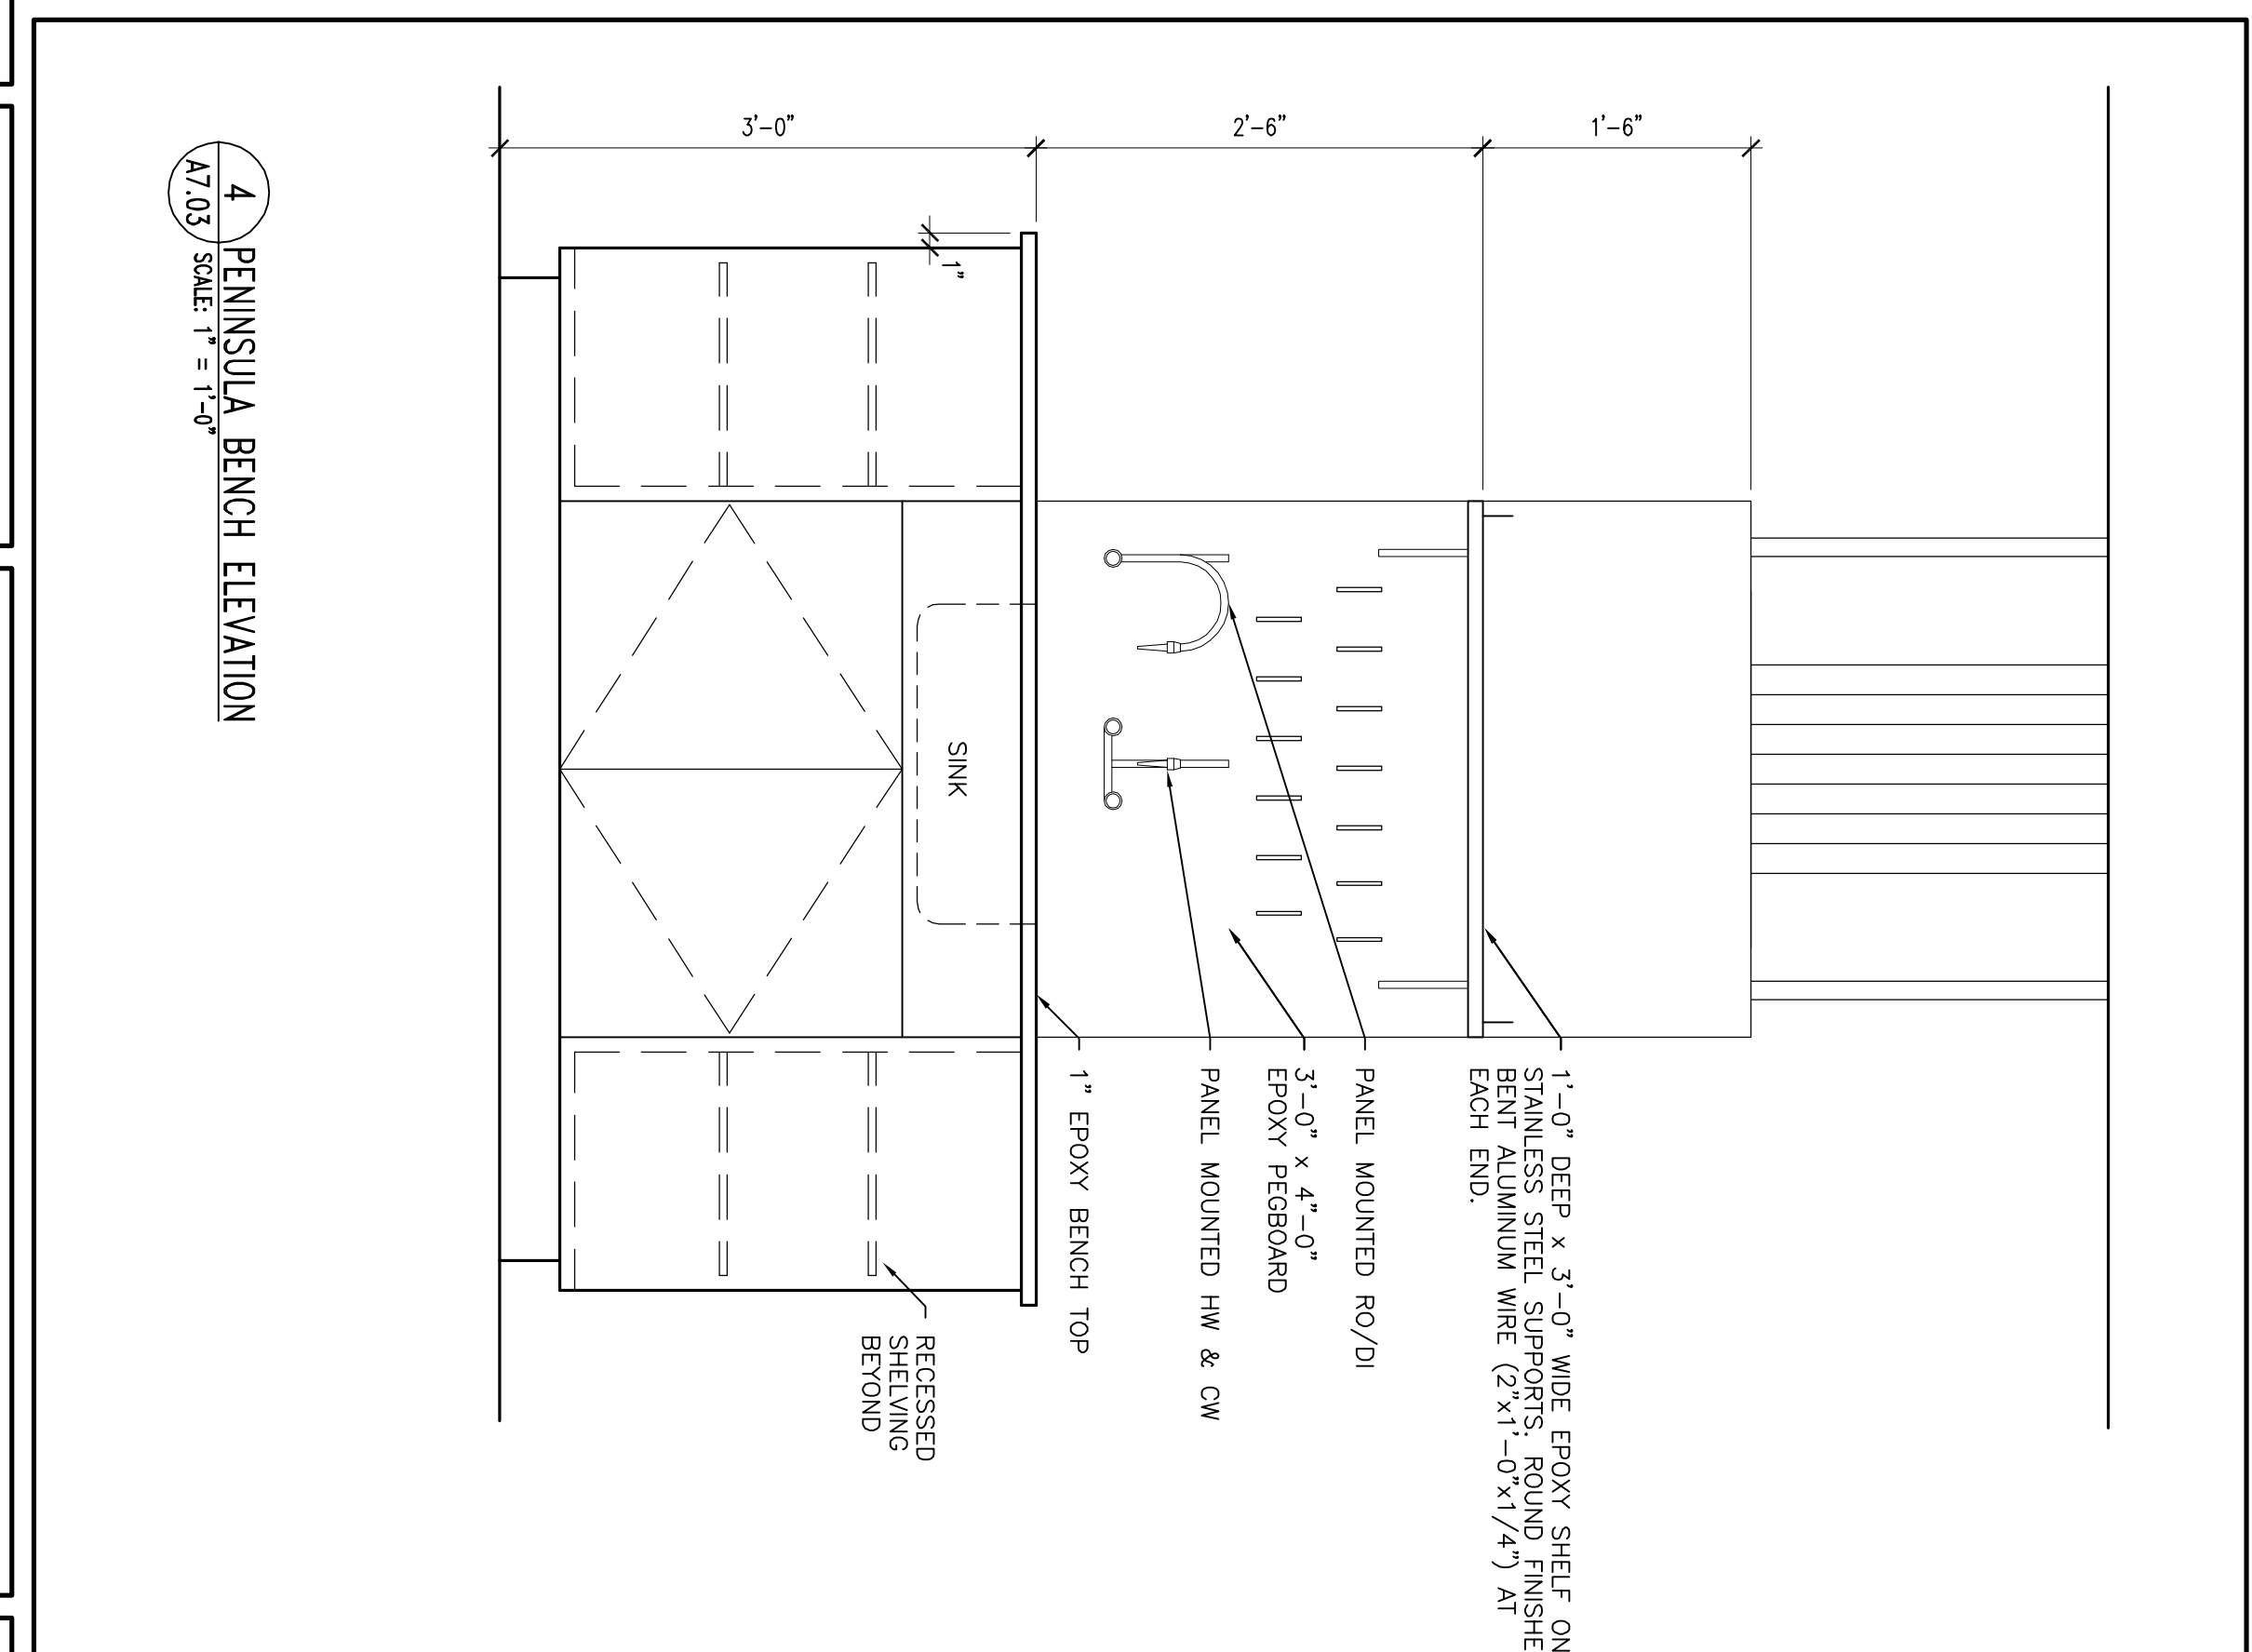 1'-6"
2'-6"
3'-0"
1"
1'-0" DEEP x 3'-0" WIDE EPOXY SHELF ON
STAINLESS STEEL SUPPORTS. ROUND FINISHE
BENT ALUMINUM WIRE (2"x1'-0"x1/4") AT
EACH END.
PANEL MOUNTED RO/DI
3'-0" x 4"-0"
EPOXY PEGBOARD
PANEL MOUNTED HW & CW
1" EPOXY BENCH TOP
SINK
RECESSED
SHELVING
BEYOND
4
A7.03
PENINSULA BENCH ELEVATION
SCALE: 1" = 1'-0"